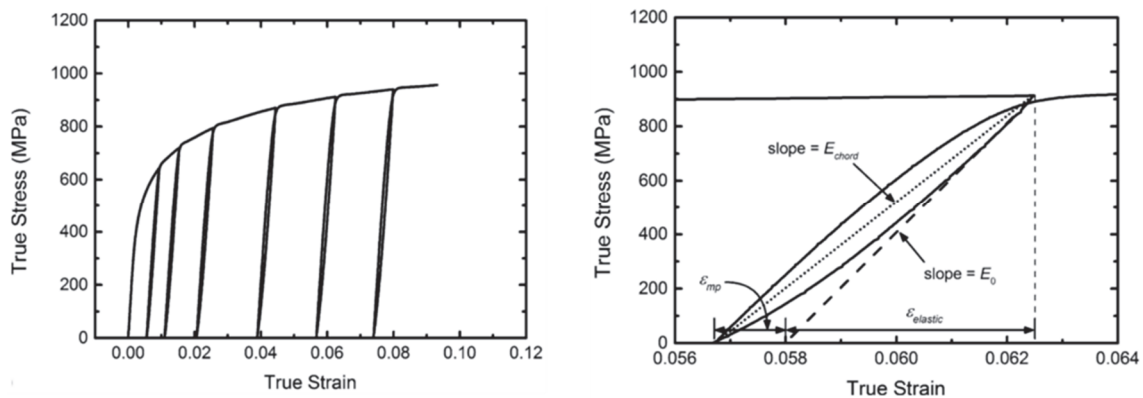 1200
1000
800
600
400
200
0
True Stress (MPa)
0.00 0.02 0.04 0.06 0.08 0.10 0.12
True Strain
1200
1000
800
600
400
200
0
True Stress (MPa)
slope = E_chord
slope = E_0
ε_mp
ε_elastic
0.056 0.058 0.060 0.062 0.064
True Strain